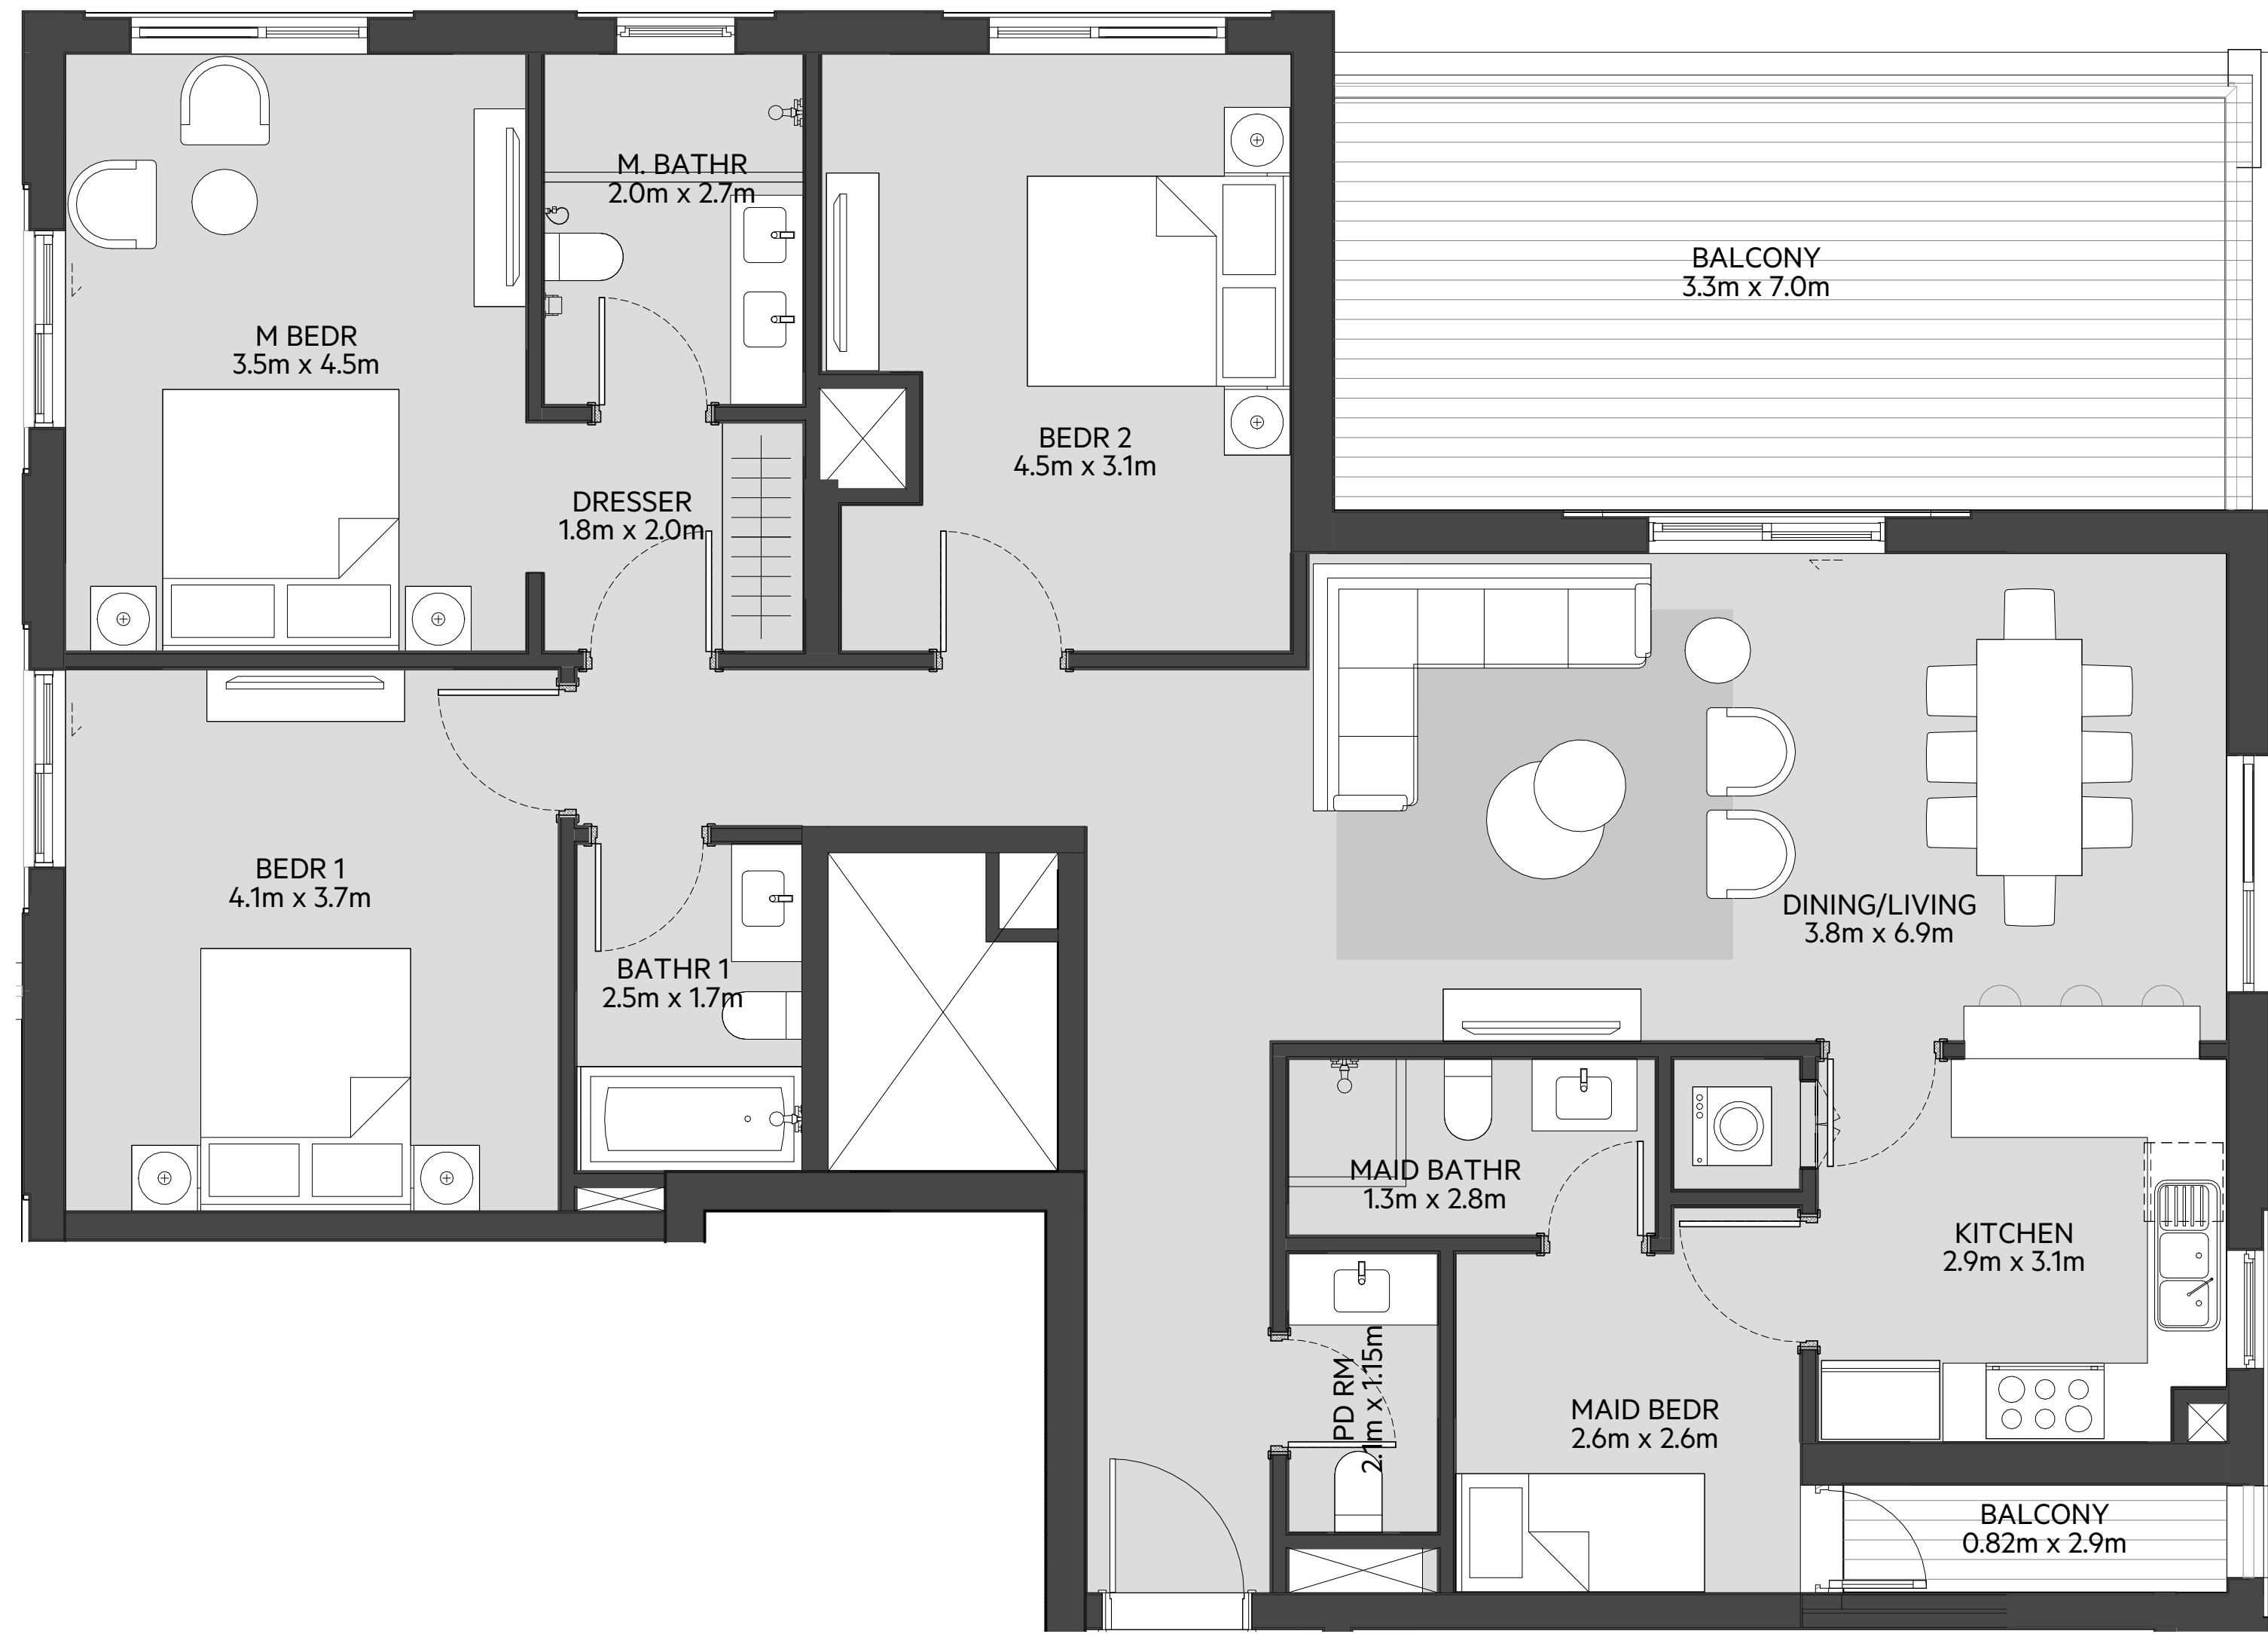 M. BATHR
2.0m x 2.7m
BALCONY
3.3m x 7.0m
M BEDR
3.5m x 4.5m
BEDR 2
4.5m x 3.1m
DRESSER
1.8m x 2.0m
BEDR 1
4.1m x 3.7m
DINING/LIVING
3.8m x 6.9m
BATHR 1
2.5m x 1.7m
MAID BATHR
1.3m x 2.8m
KITCHEN
2.9m x 3.1m
PD RM
2.1m x 1.15m
MAID BEDR
2.6m x 2.6m
BALCONY
0.82m x 2.9m